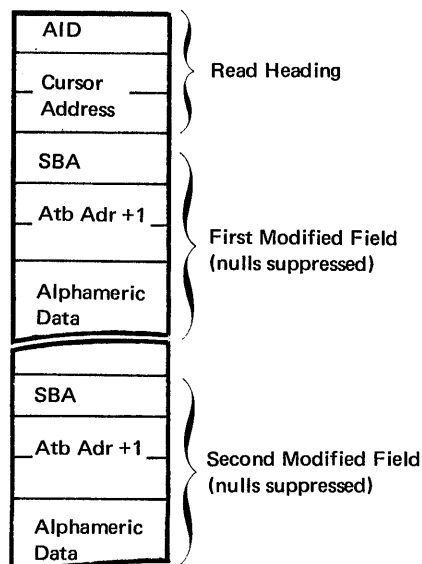 AID
Cursor
Address
Read Heading
SBA
Atb Adr +1
Alphameric
Data
First Modified Field
(nulls suppressed)
SBA
Atb Adr +1
Alphameric
Data
Second Modified Field
(nulls suppressed)